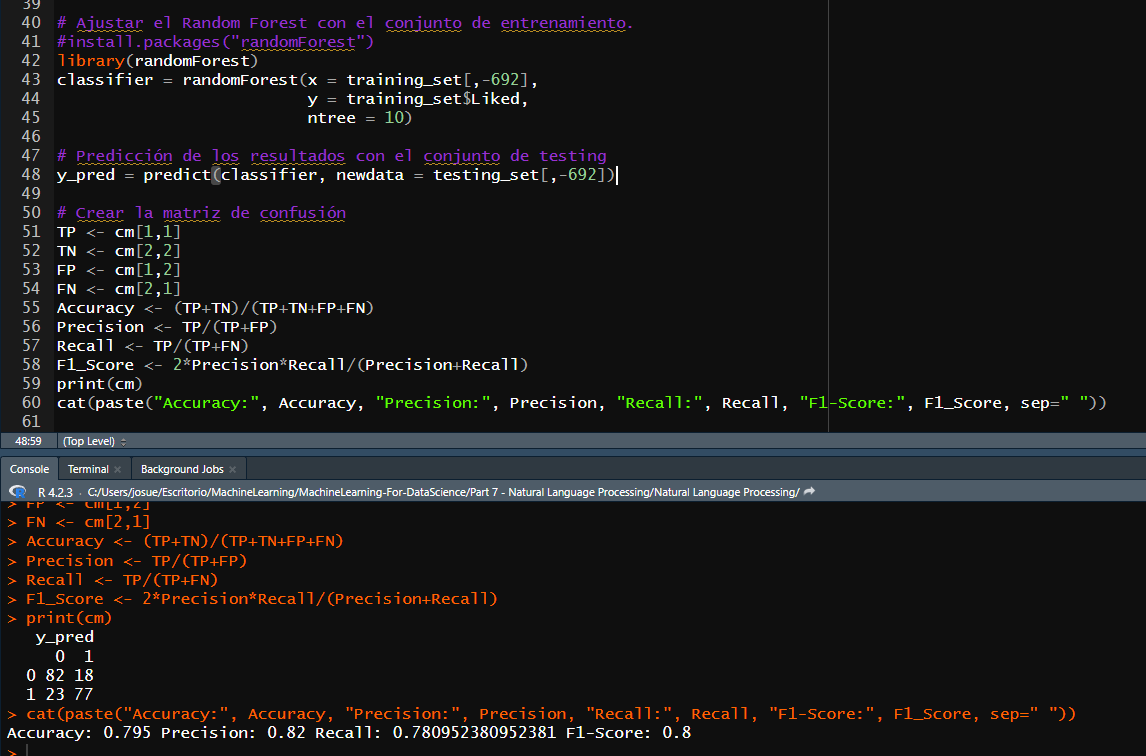 39
40 # Ajustar el Random Forest con el conjunto de entrenamiento.
41 #install.packages("randomForest")
42 library(randomForest)
43 classifier = randomForest(x = training_set[,-692],
44                           y = training_set$Liked,
45                           ntree = 10)
46
47 # Predicción de los resultados con el conjunto de testing
48 y_pred = predict(classifier, newdata = testing_set[,-692])
49
50 # Crear la matriz de confusión
51 TP <- cm[1,1]
52 TN <- cm[2,2]
53 FP <- cm[1,2]
54 FN <- cm[2,1]
55 Accuracy <- (TP+TN)/(TP+TN+FP+FN)
56 Precision <- TP/(TP+FP)
57 Recall <- TP/(TP+FN)
58 F1_Score <- 2*Precision*Recall/(Precision+Recall)
59 print(cm)
60 cat(paste("Accuracy:", Accuracy, "Precision:", Precision, "Recall:", Recall, "F1-Score:", F1_Score, sep=" "))
61
48:59 (Top Level)
Console Terminal Background Jobs
R 4.2.3 · C:/Users/josue/Escritorio/MachineLearning/MachineLearning-For-DataScience/Part 7 - Natural Language Processing/Natural Language Processing/
> FP <- cm[1,2]
> FN <- cm[2,1]
> Accuracy <- (TP+TN)/(TP+TN+FP+FN)
> Precision <- TP/(TP+FP)
> Recall <- TP/(TP+FN)
> F1_Score <- 2*Precision*Recall/(Precision+Recall)
> print(cm)
   y_pred
     0  1
  0 82 18
  1 23 77
> cat(paste("Accuracy:", Accuracy, "Precision:", Precision, "Recall:", Recall, "F1-Score:", F1_Score, sep=" "))
Accuracy: 0.795 Precision: 0.82 Recall: 0.780952380952381 F1-Score: 0.8
>